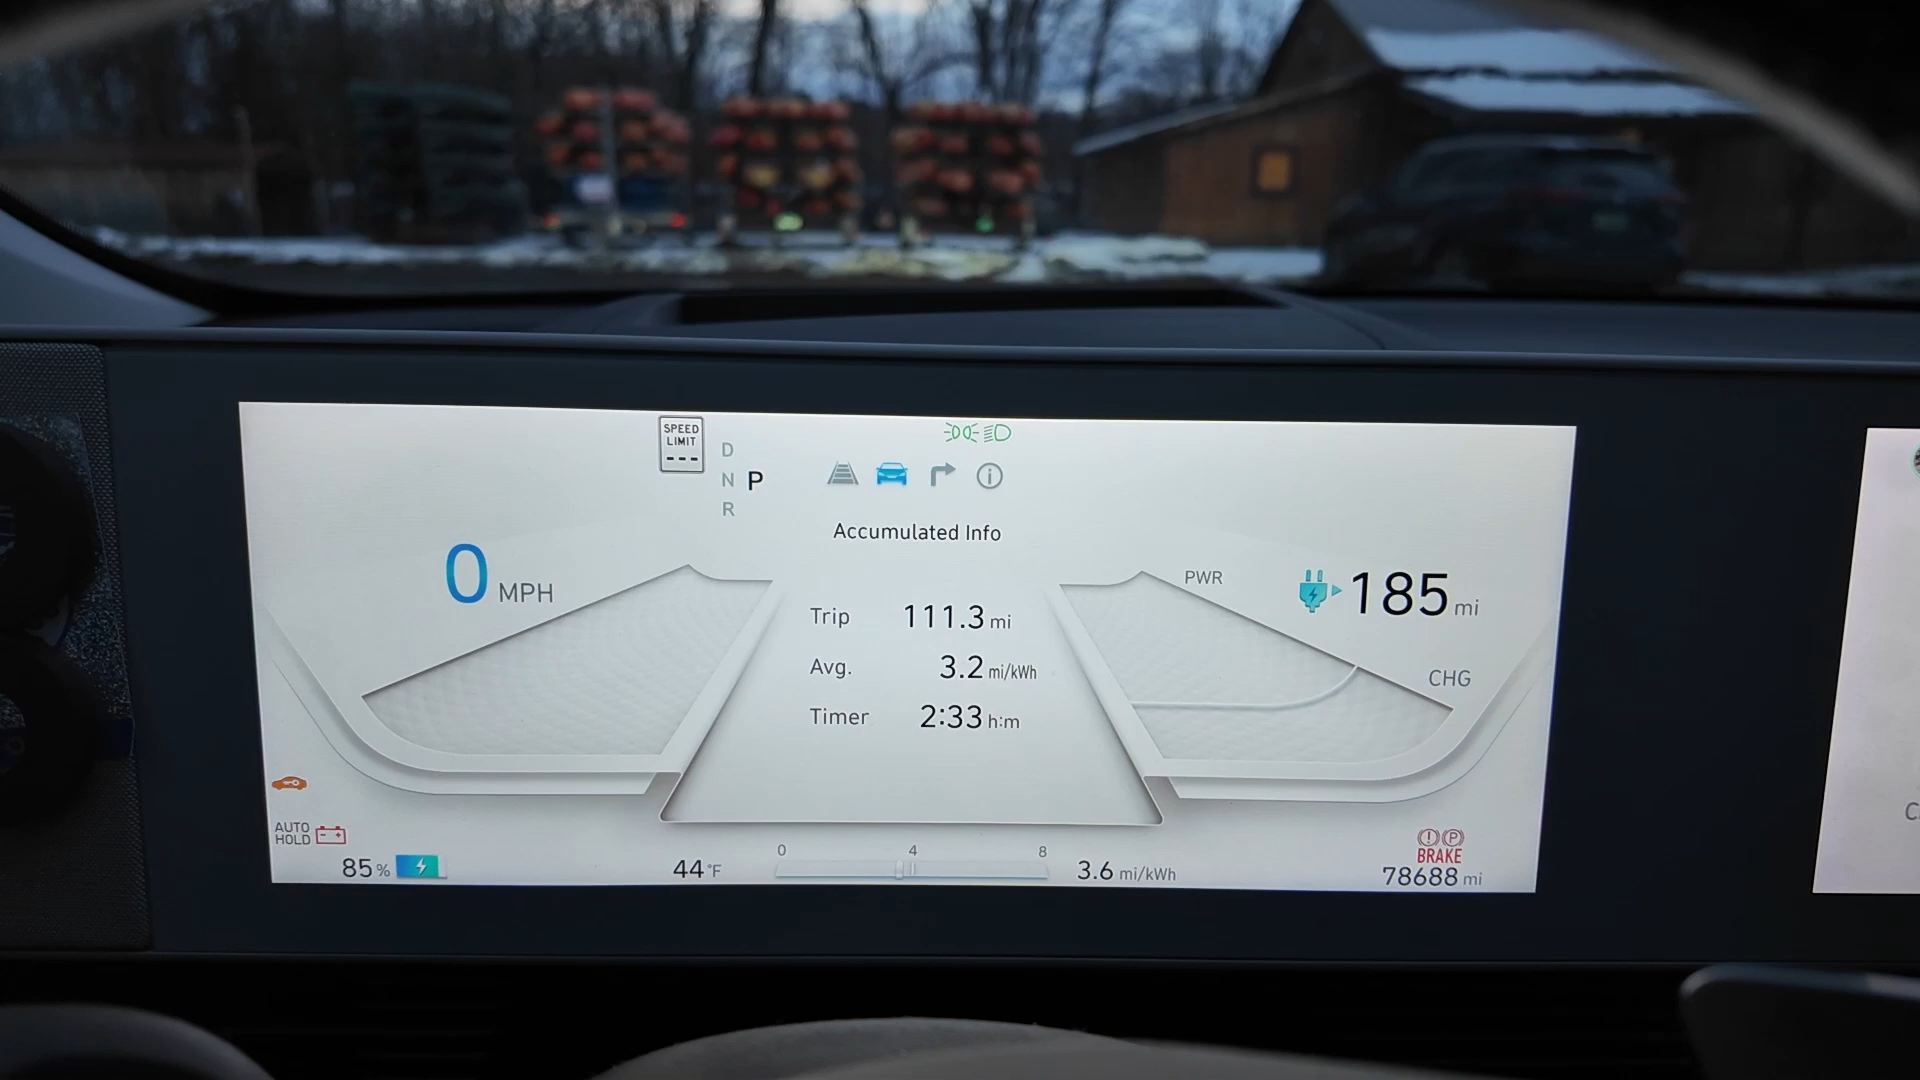 SPEED
LIMIT
---
D
N P
R
Accumulated Info
0 MPH
PWR
185 mi
Trip 111.3 mi
Avg. 3.2 mi/kWh
CHG
Timer 2:33 h:m
AUTO
HOLD
BRAKE
85% 44°F
0 4 8
3.6 mi/kWh
78688 mi